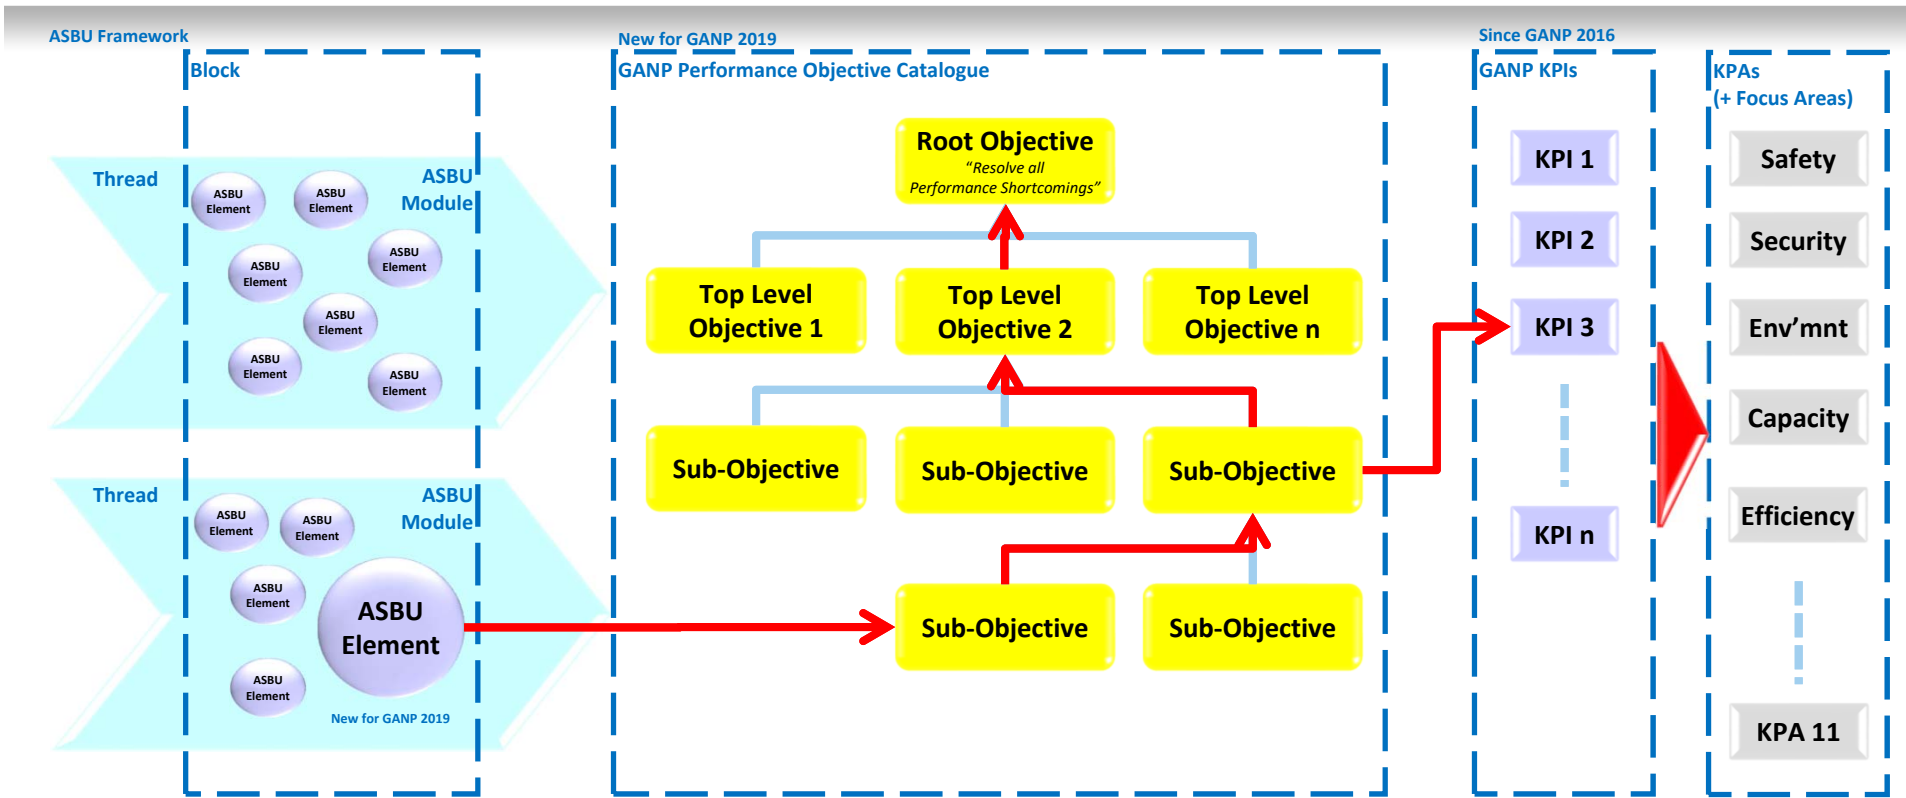 ASBU Framework
Block
Thread
ASBU
Module
ASBU
Element
ASBU
Element
ASBU
Element
ASBU
Element
ASBU
Element
ASBU
Element
ASBU
Element
Thread
ASBU
Module
ASBU
Element
ASBU
Element
ASBU
Element
ASBU
Element
ASBU
Element
New for GANP 2019
New for GANP 2019
GANP Performance Objective Catalogue
Root Objective
“Resolve all
Performance Shortcomings”
Top Level
Objective 1
Top Level
Objective 2
Top Level
Objective n
Sub-Objective
Sub-Objective
Sub-Objective
Sub-Objective
Sub-Objective
Since GANP 2016
GANP KPIs
KPI 1
KPI 2
KPI 3
KPI n
KPAs
(+ Focus Areas)
Safety
Security
Env’mnt
Capacity
Efficiency
KPA 11